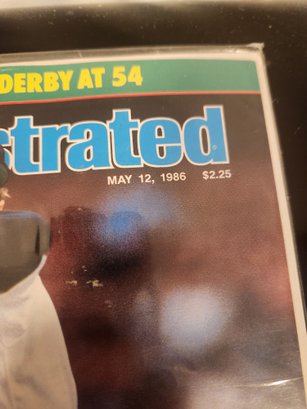 DERBY AT 54
strated
MAY 12, 1986 $2.25